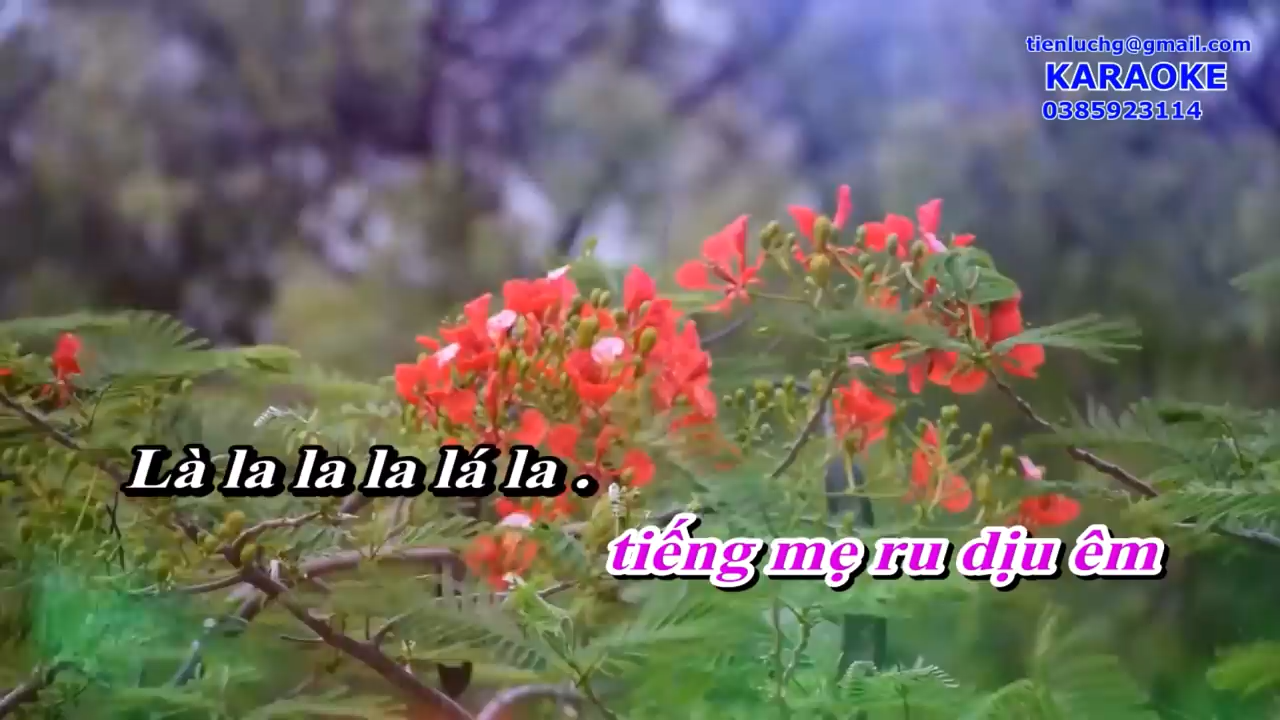 tienluchg@gmail.com
KARAOKE
0385923114
Là la la la lá la .
tiếng mẹ ru dịu êm